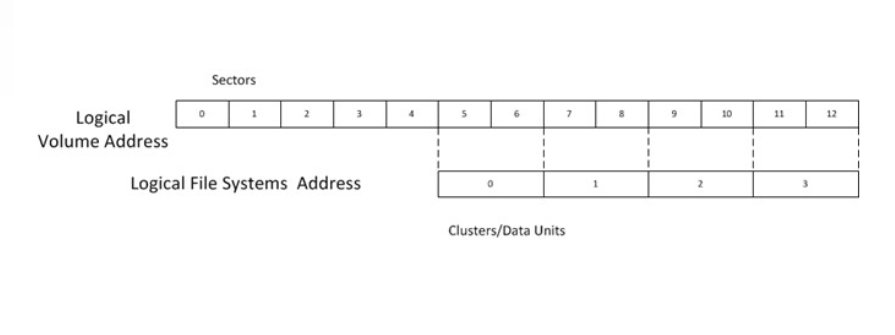 Sectors
Logical
Volume Address
0 1 2 3 4 5 6 7 8 9 10 11 12
Logical File Systems Address
0 1 2 3
Clusters/Data Units